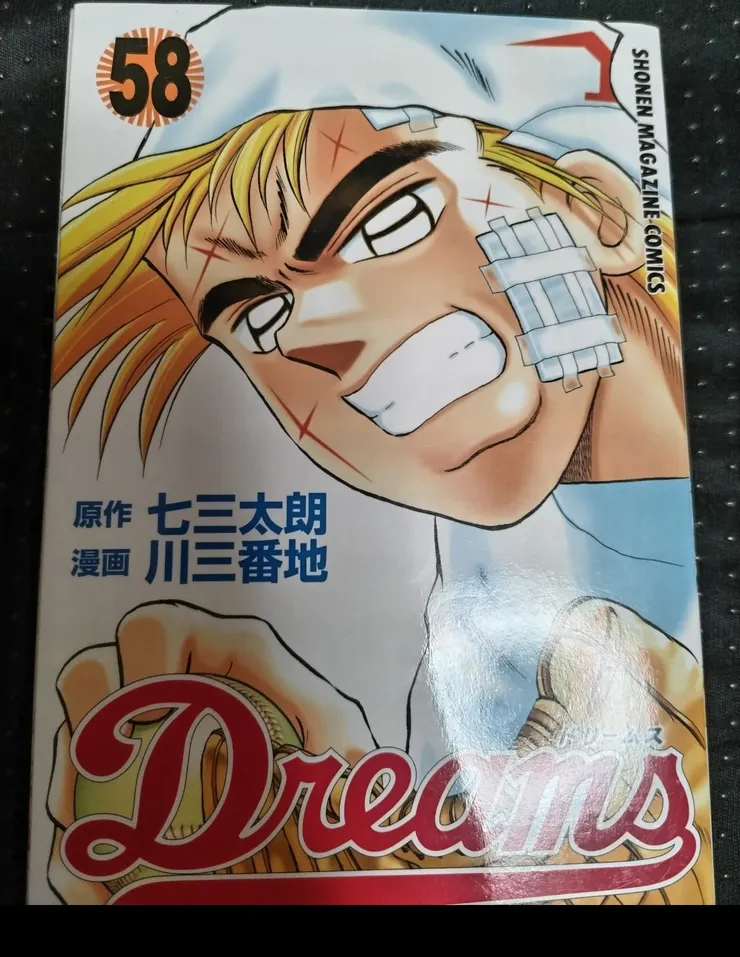 58
SHONEN MAGAZINE COMICS
原作 七三太朗
漫画 川三番地
ドリームス
Dreams